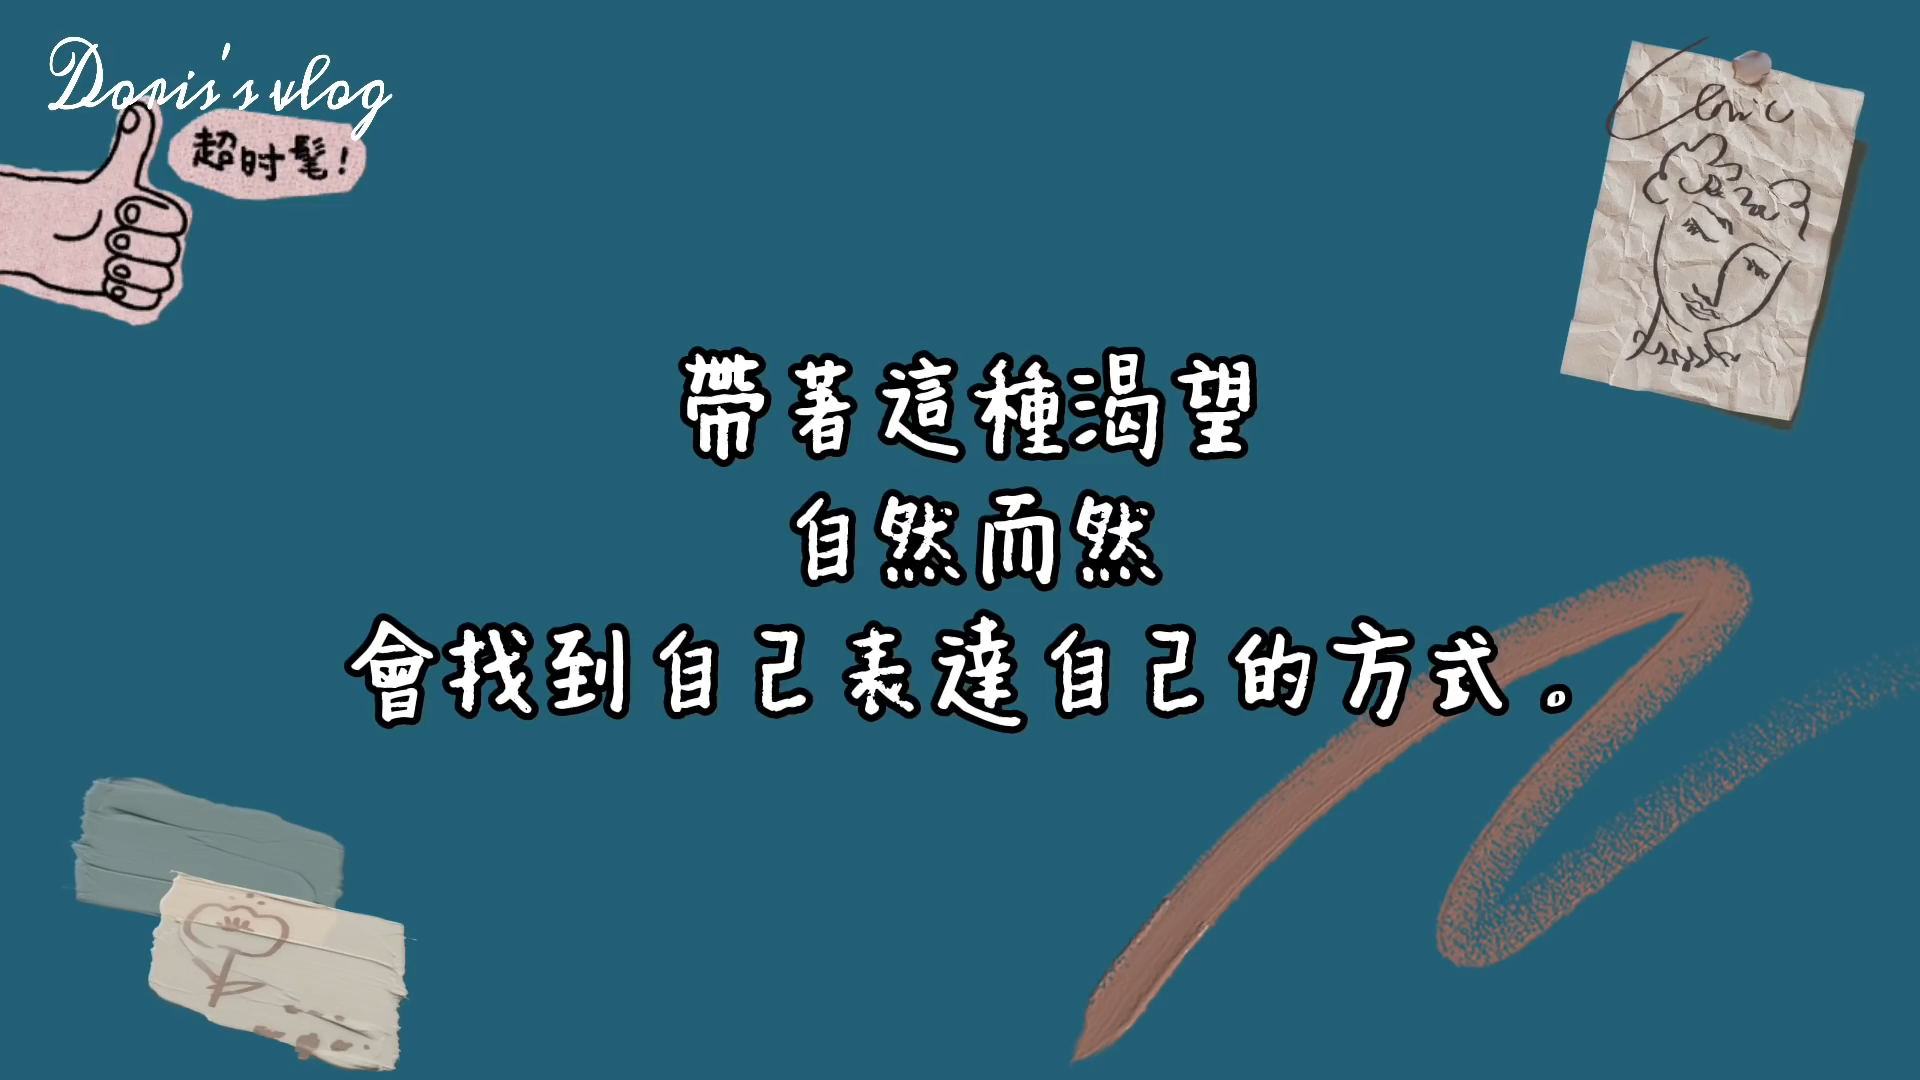 Doris's vlog
超时髦!
帶著這種渴望
自然而然
會找到自己表達自己的方式。